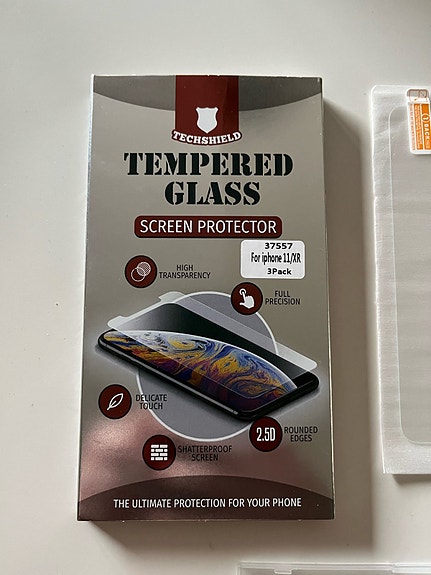 TECHSHIELD
TEMPERED
GLASS
SCREEN PROTECTOR
37557
For iphone 11/XR
3Pack
HIGH
TRANSPARENCY
FULL
PRECISION
DELICATE
TOUCH
2.5D
ROUNDED
EDGES
SHATTERPROOF
SCREEN
THE ULTIMATE PROTECTION FOR YOUR PHONE
BACK